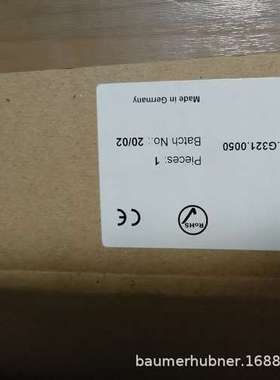 .G321.0050
Pieces: 1
Batch No.: 20/02
Made in Germany
RoHS
CE
baumerhubner.1688